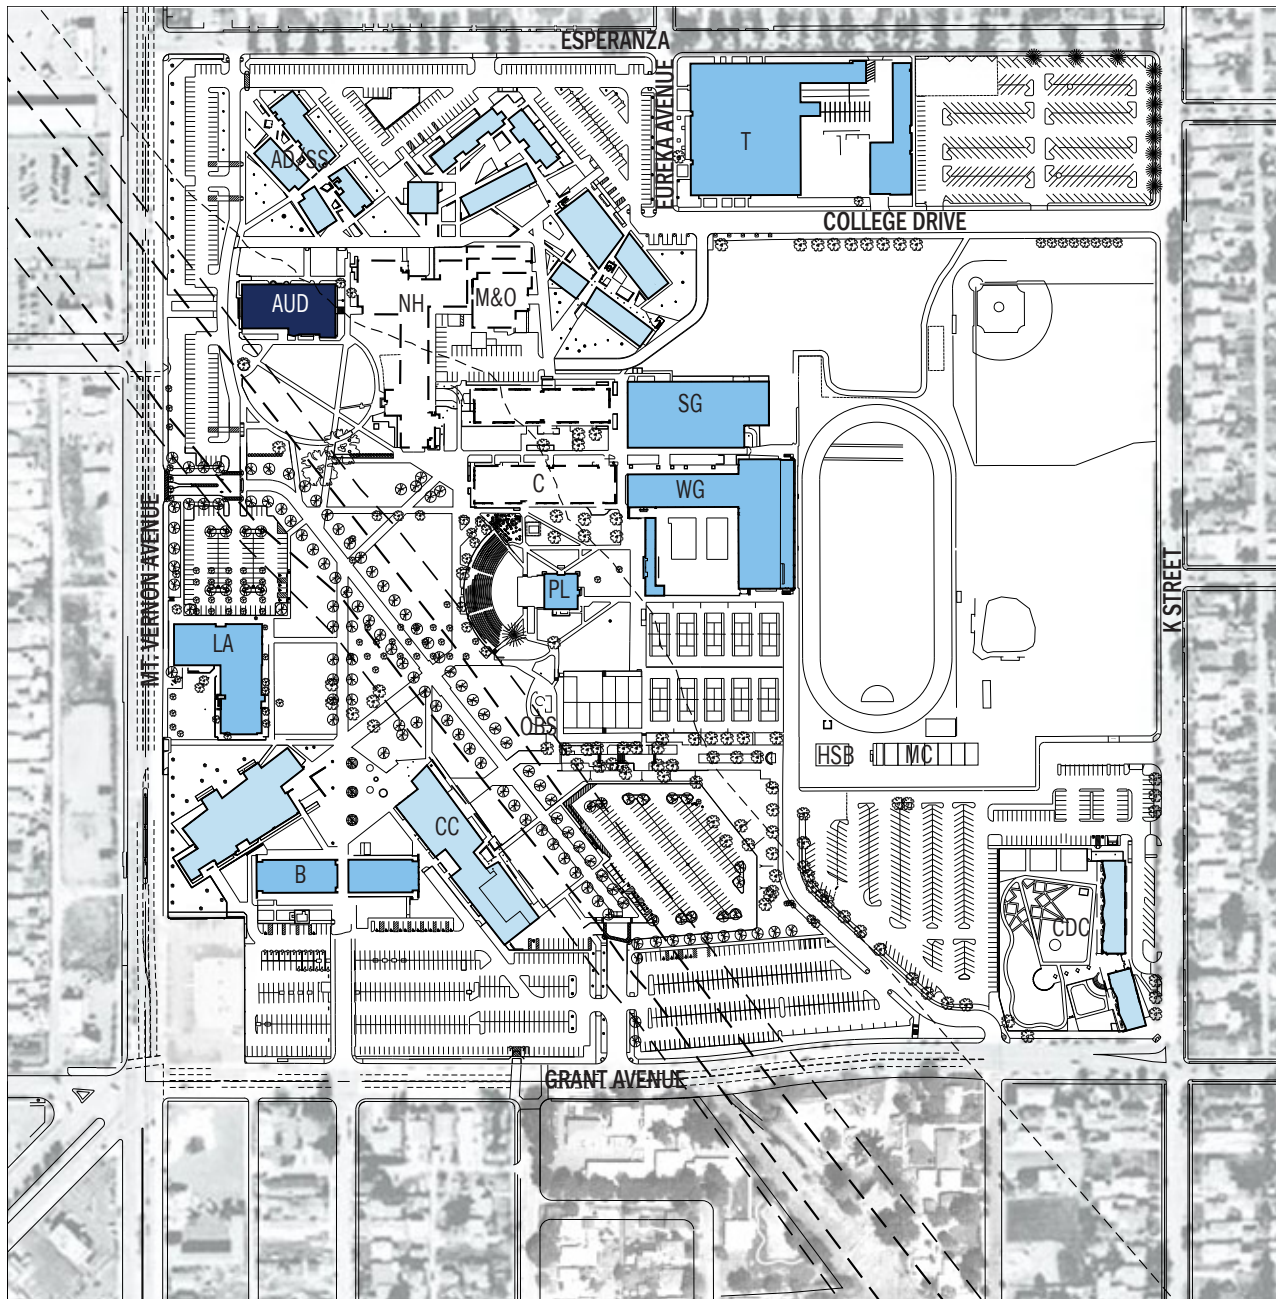 ESPERANZA
EUREKA AVENUE
T
AD/SS
COLLEGE DRIVE
AUD
NH
M&O
SG
C
WG
MT. VERNON AVENUE
K STREET
PL
LA
OBS
HSB
MC
CC
B
CDC
GRANT AVENUE